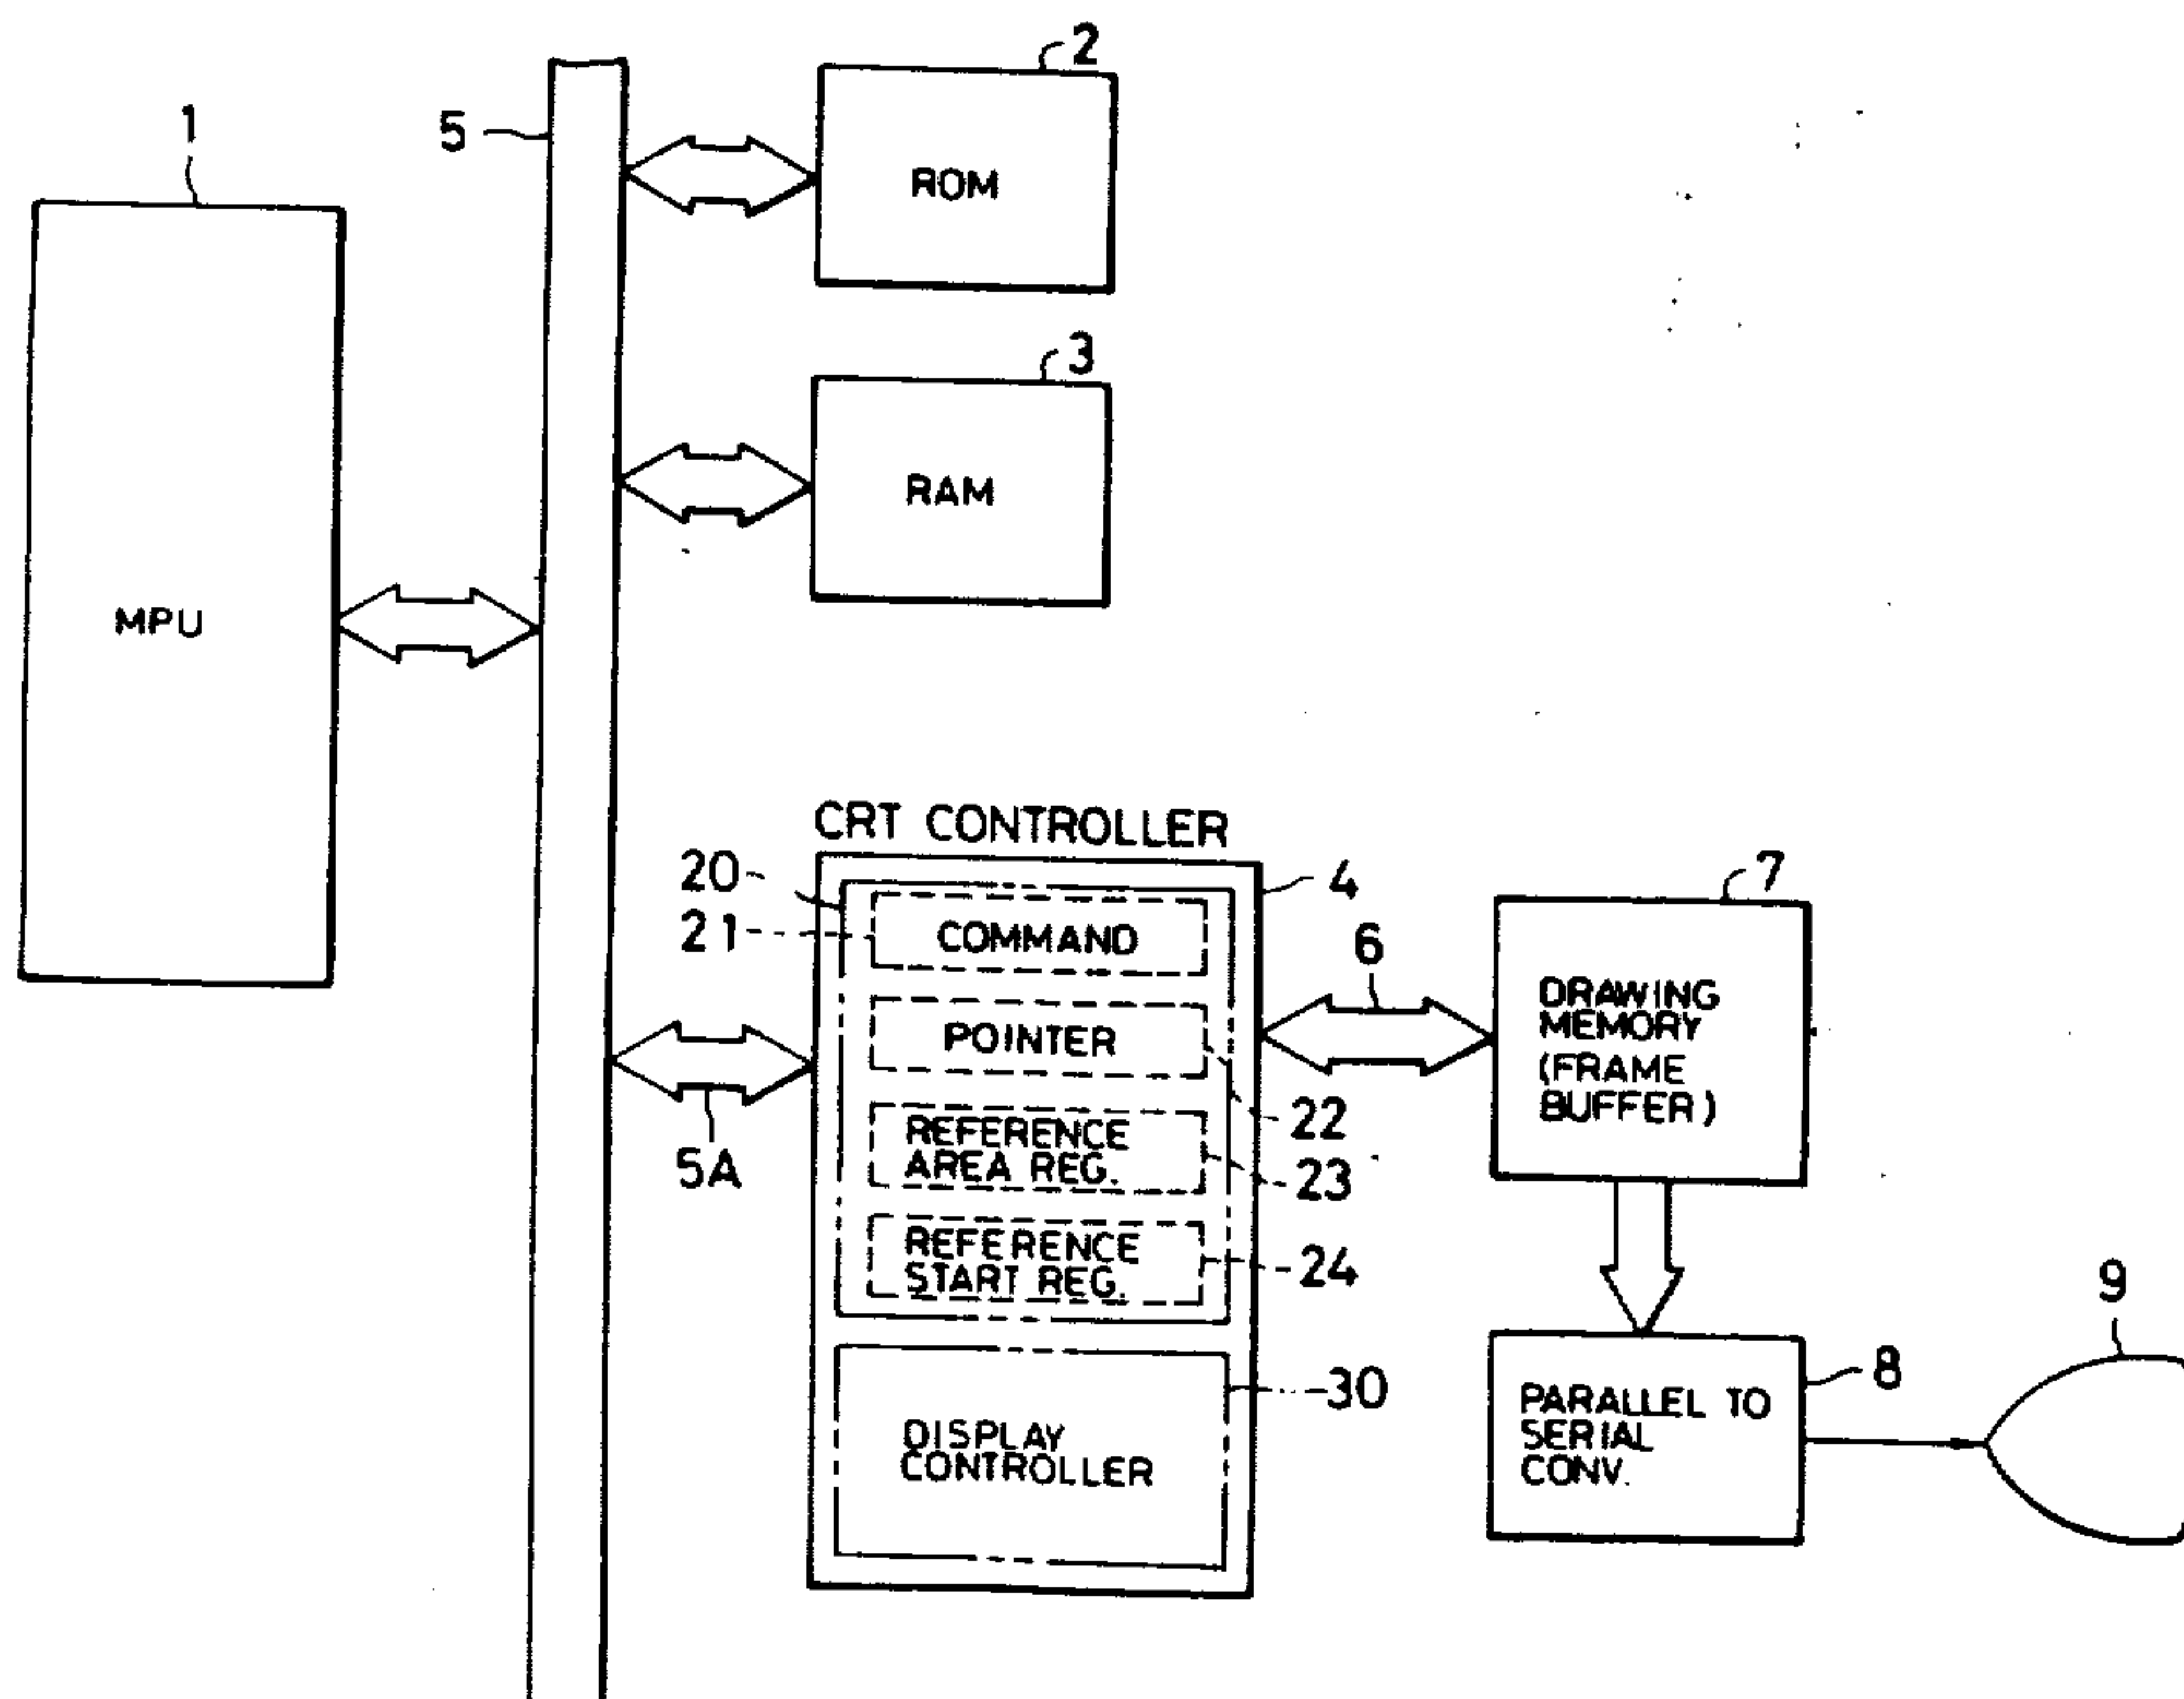 2
1
5
ROM
3
RAM
MPU
CRT CONTROLLER
20
4
7
21
COMMAND
6
DRAWING
MEMORY
(FRAME
BUFFER)
POINTER
22
REFERENCE
AREA REG.
5A
23
REFERENCE
START REG.
24
9
30
8
PARALLEL TO
SERIAL
CONV.
DISPLAY
CONTROLLER